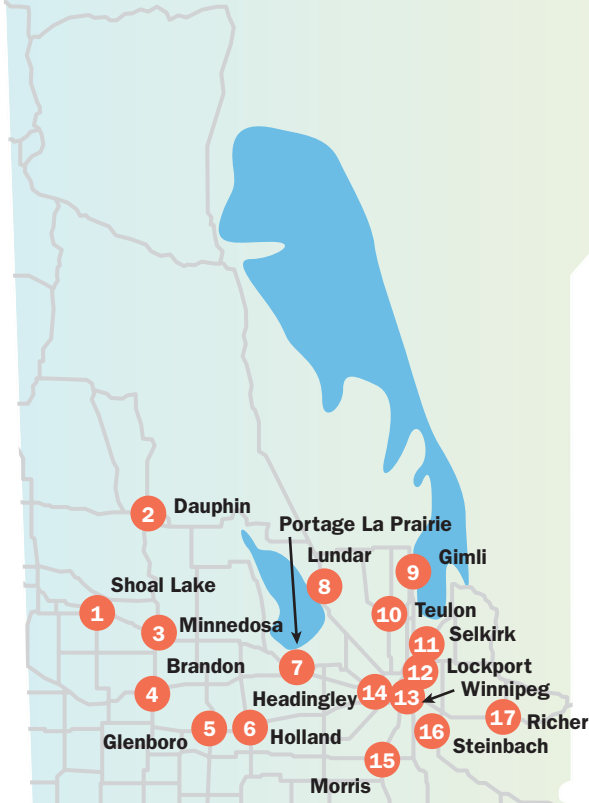 2 Dauphin
Portage La Prairie
Lundar
8
9 Gimli
Shoal Lake
1
10 Teulon
3 Minnedosa
11 Selkirk
Brandon
4
7
12 Lockport
Headingley 14
13 Winnipeg
5 Glenboro
6 Holland
17 Richer
16 Steinbach
15
Morris